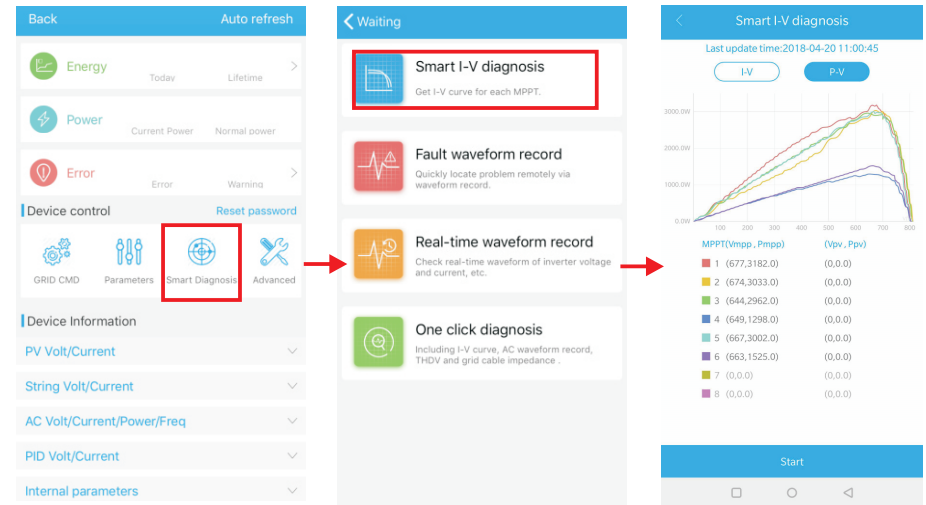 Back Auto refresh
Energy
Today Lifetime
Power
Current Power Normal power
Error
Error Warning
Device control Reset password
GRID CMD Parameters Smart Diagnosis Advanced
Device Information
PV Volt/Current
String Volt/Current
AC Volt/Current/Power/Freq
PID Volt/Current
Internal parameters
Waiting
Smart I-V diagnosis
Get I-V curve for each MPPT.
Fault waveform record
Quickly locate problem remotely via
waveform record.
Real-time waveform record
Check real-time waveform of inverter voltage
and current, etc.
One click diagnosis
Including I-V curve, AC waveform record,
THDV and grid cable impedance .
Smart I-V diagnosis
Last update time:2018-04-20 11:00:45
I-V P-V
3000.0W
2000.0W
1000.0W
0.0W
100 200 300 400 500 600 700 800
MPPT(Vmpp , Pmpp) (Vpv , Ppv)
1 (677,3182.0) (0,0.0)
2 (674,3033.0) (0,0.0)
3 (644,2962.0) (0,0.0)
4 (649,1298.0) (0,0.0)
5 (667,3002.0) (0,0.0)
6 (663,1525.0) (0,0.0)
7 (0,0.0) (0,0.0)
8 (0,0.0) (0,0.0)
Start